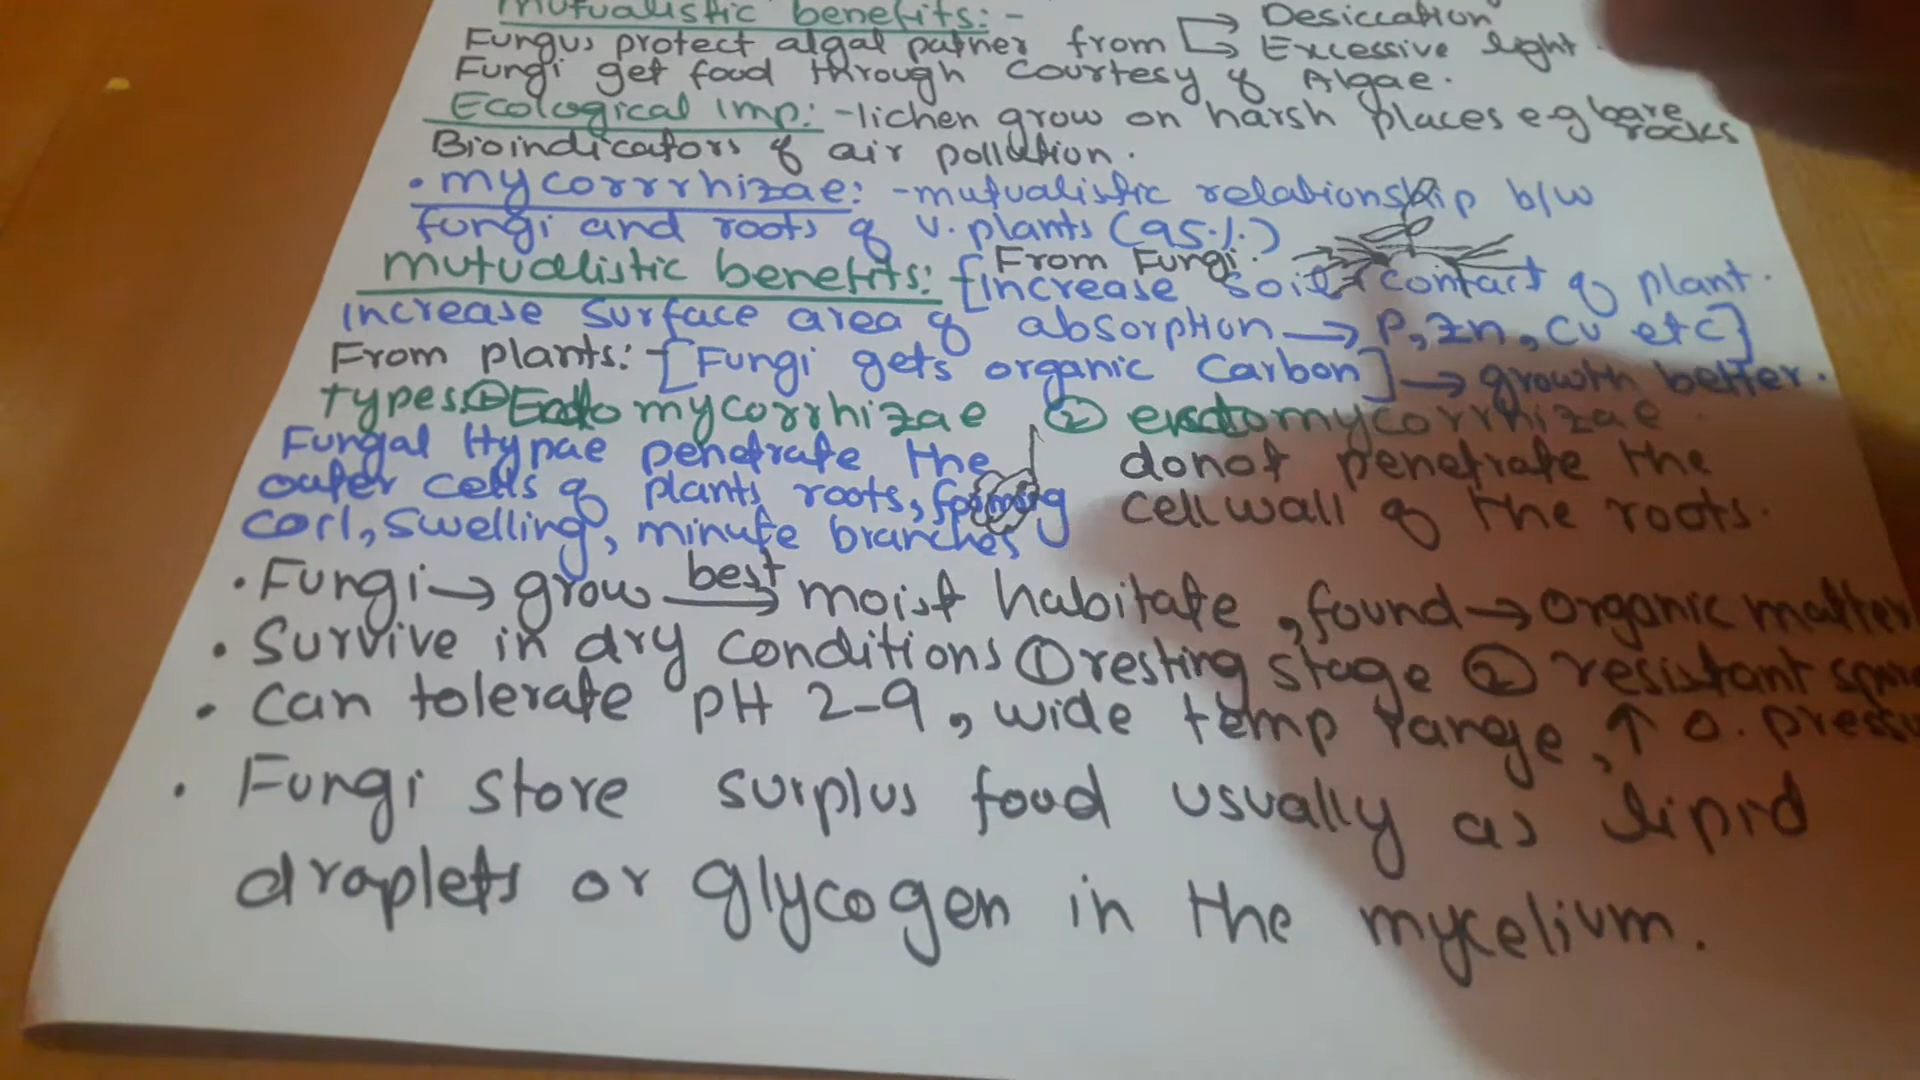 Mutualistic benefits:-
Fungus protect algal patner from → Desiccation
→ Excessive light.
Fungi get food through courtesy of Algae.
Ecological imp: -lichen grow on harsh places e.g bare rocks
Bioindicators of air pollution.
• mycorrrhizae: -mutualistic relationship b/w
fungi and roots of v. plants (95%)
mutualistic benefits: From Fungi.
[increase soil contact of plant.
increase surface area of absorption → P, Zn, Cu etc]
From plants: -[Fungi gets organic Carbon] → growth better.
types. ① Endo mycorrhizae ② ectomycorrhizae.
Fungal Hypae penetrate the
outer cells of plants roots, forming
corl, swelling, minute branches
donot penetrate the
cell wall of the roots.
• Fungi → grow best → moist habitate, found → organic matter
• Survive in dry conditions ① resting stage ② resistant
• can tolerate pH 2-9, wide temp range, ↑ o.
• Fungi store surplus food usually as lipid
droplets or glycogen in the mycelium.